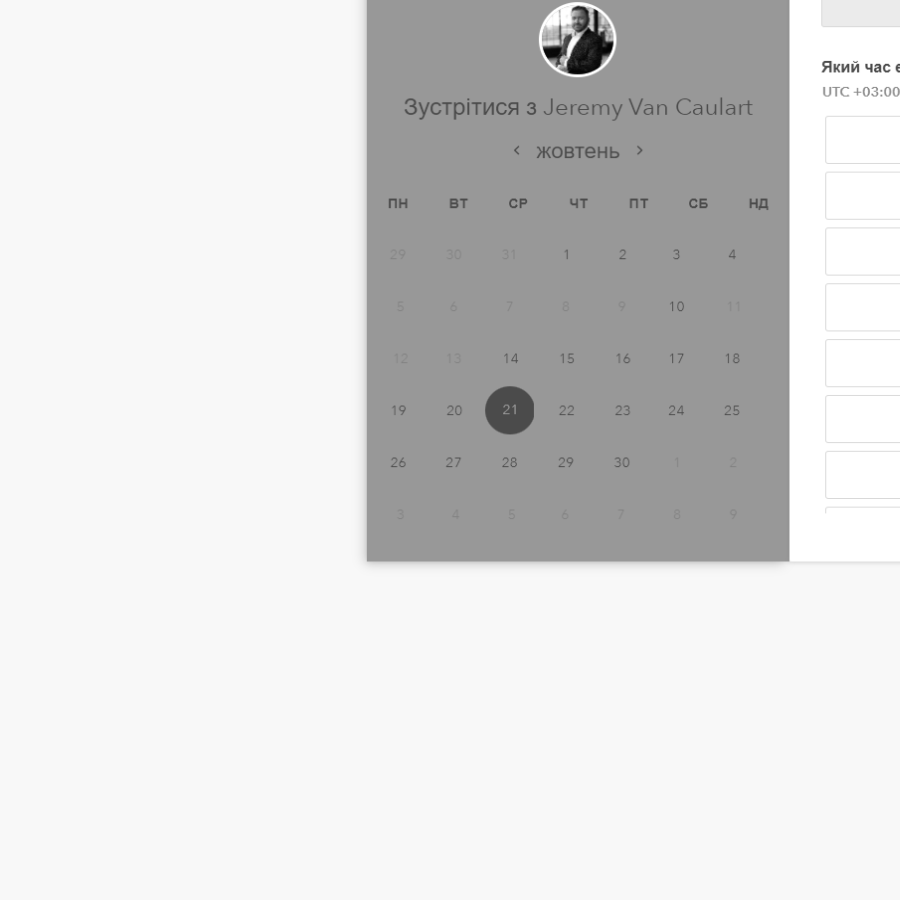 Зустрітися з Jeremy Van Caulart
жовтень
ПН ВТ СР ЧТ ПТ СБ НД
29 30 31 1 2 3 4
5 6 7 8 9 10 11
12 13 14 15 16 17 18
19 20 21 22 23 24 25
26 27 28 29 30 1 2
3 4 5 6 7 8 9
Який час
UTC +03:00